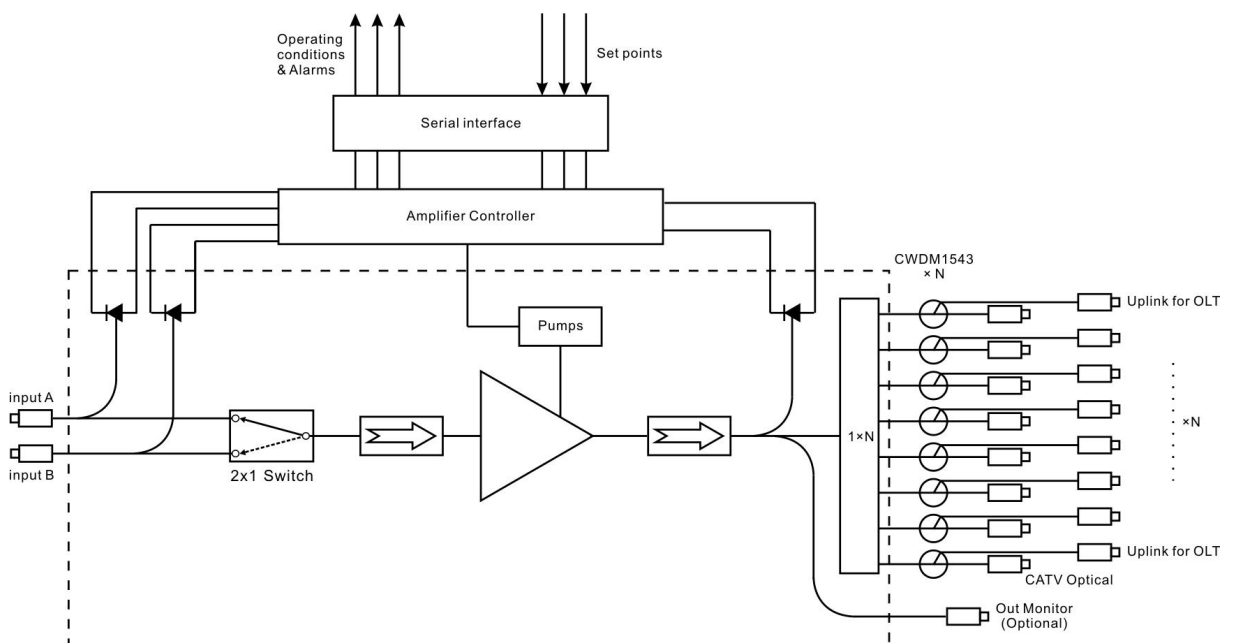 Operating
conditions
& Alarms
Set points
Serial interface
Amplifier Controller
CWDM1543
× N
Uplink for OLT
Pumps
input A
1×N
×N
input B
2x1 Switch
Uplink for OLT
CATV Optical
Out Monitor
(Optional)